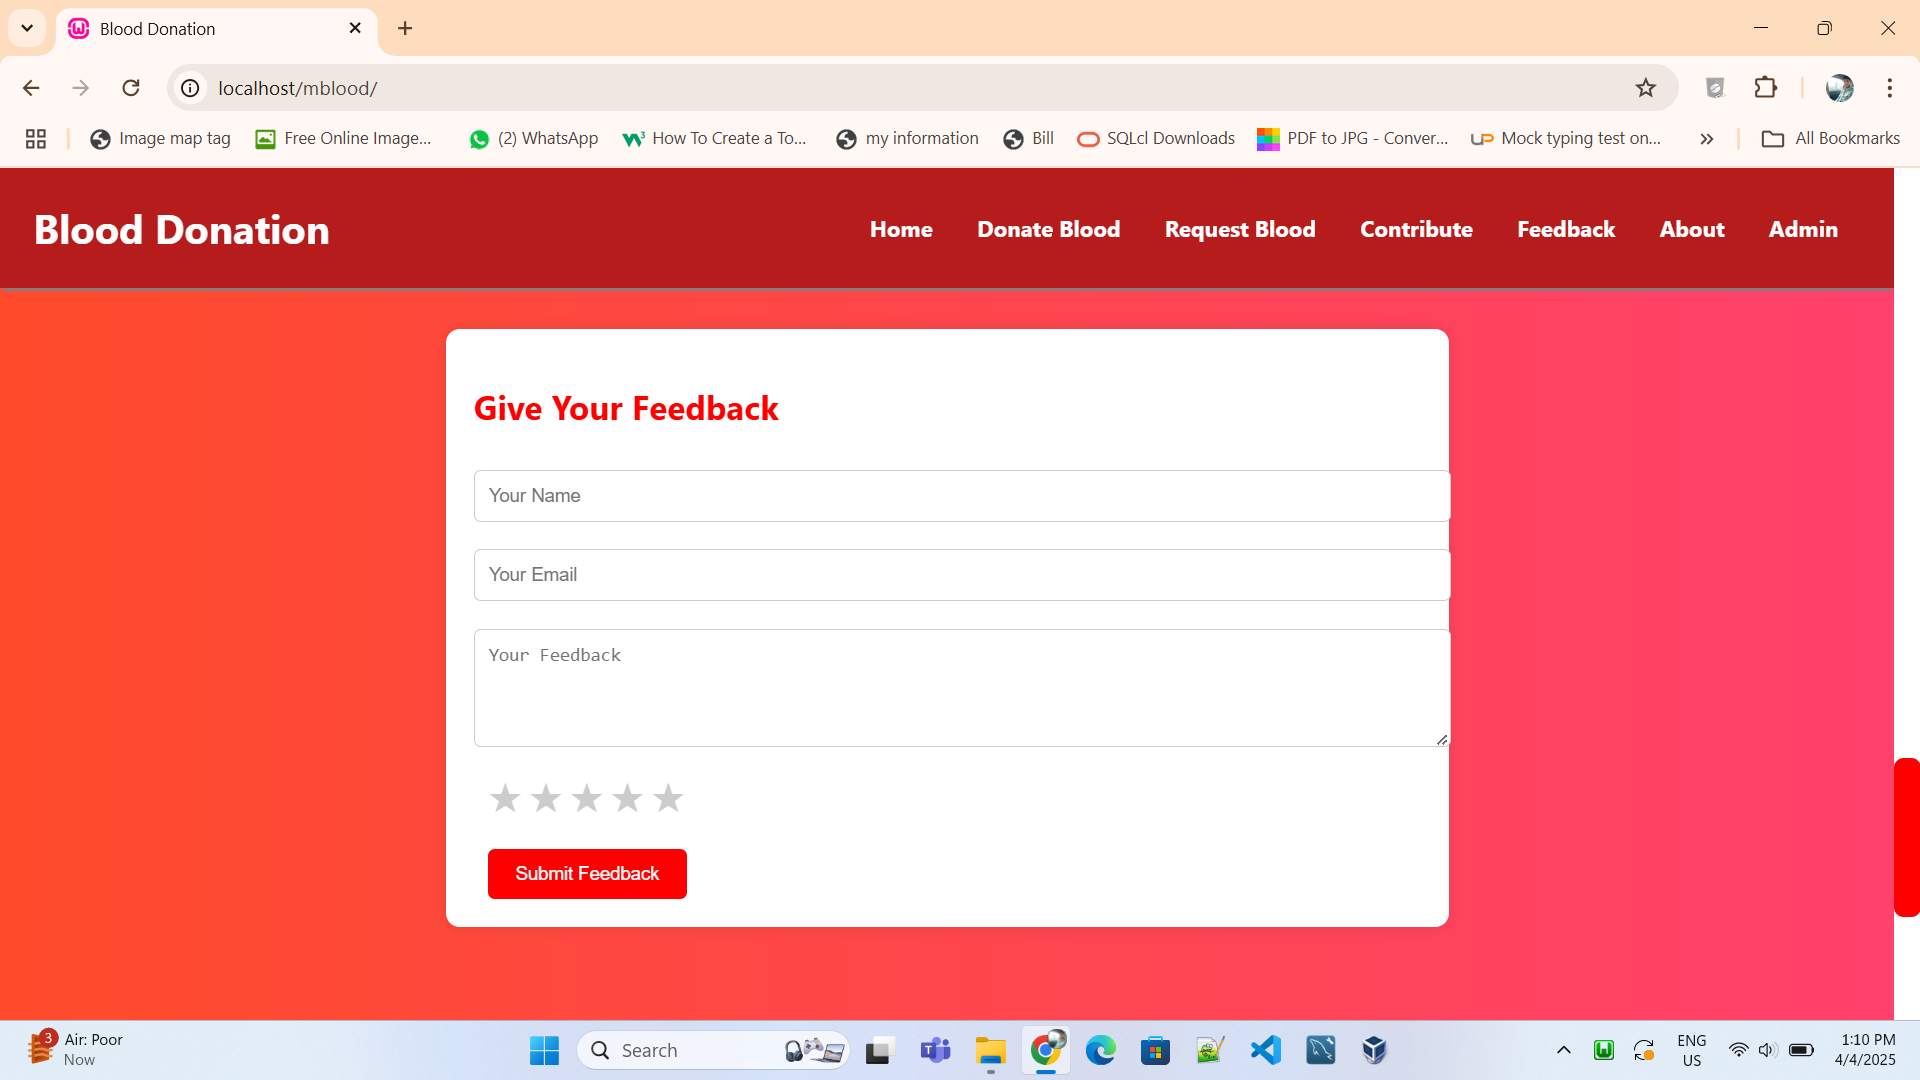 Blood Donation
localhost/mblood/
Image map tag
Free Online Image...
(2) WhatsApp
How To Create a To...
my information
Bill
SQLcl Downloads
PDF to JPG - Conver...
Mock typing test on...
All Bookmarks
Blood Donation
Home
Donate Blood
Request Blood
Contribute
Feedback
About
Admin
Give Your Feedback
Your Name
Your Email
Your Feedback
Submit Feedback
3
Air: Poor
Now
Search
ENG
US
1:10 PM
4/4/2025